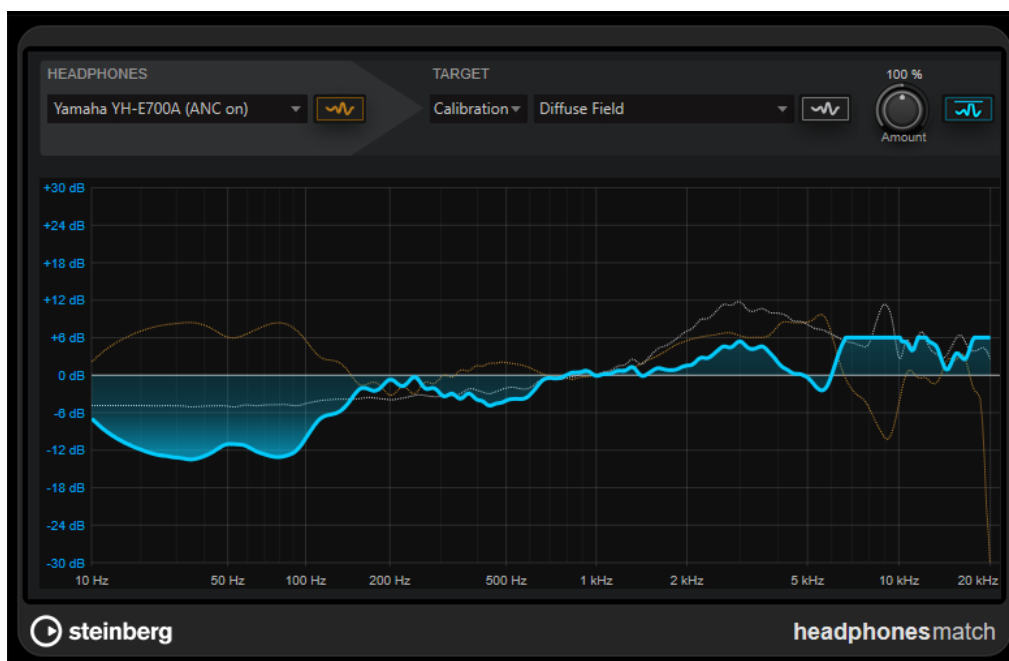 HEADPHONES
TARGET
100 %
Yamaha YH-E700A (ANC on)
Calibration
Diffuse Field
Amount
+30 dB
+24 dB
+18 dB
+12 dB
+6 dB
0 dB
-6 dB
-12 dB
-18 dB
-24 dB
-30 dB
10 Hz
50 Hz
100 Hz
200 Hz
500 Hz
1 kHz
2 kHz
5 kHz
10 kHz
20 kHz
steinberg
headphonesmatch